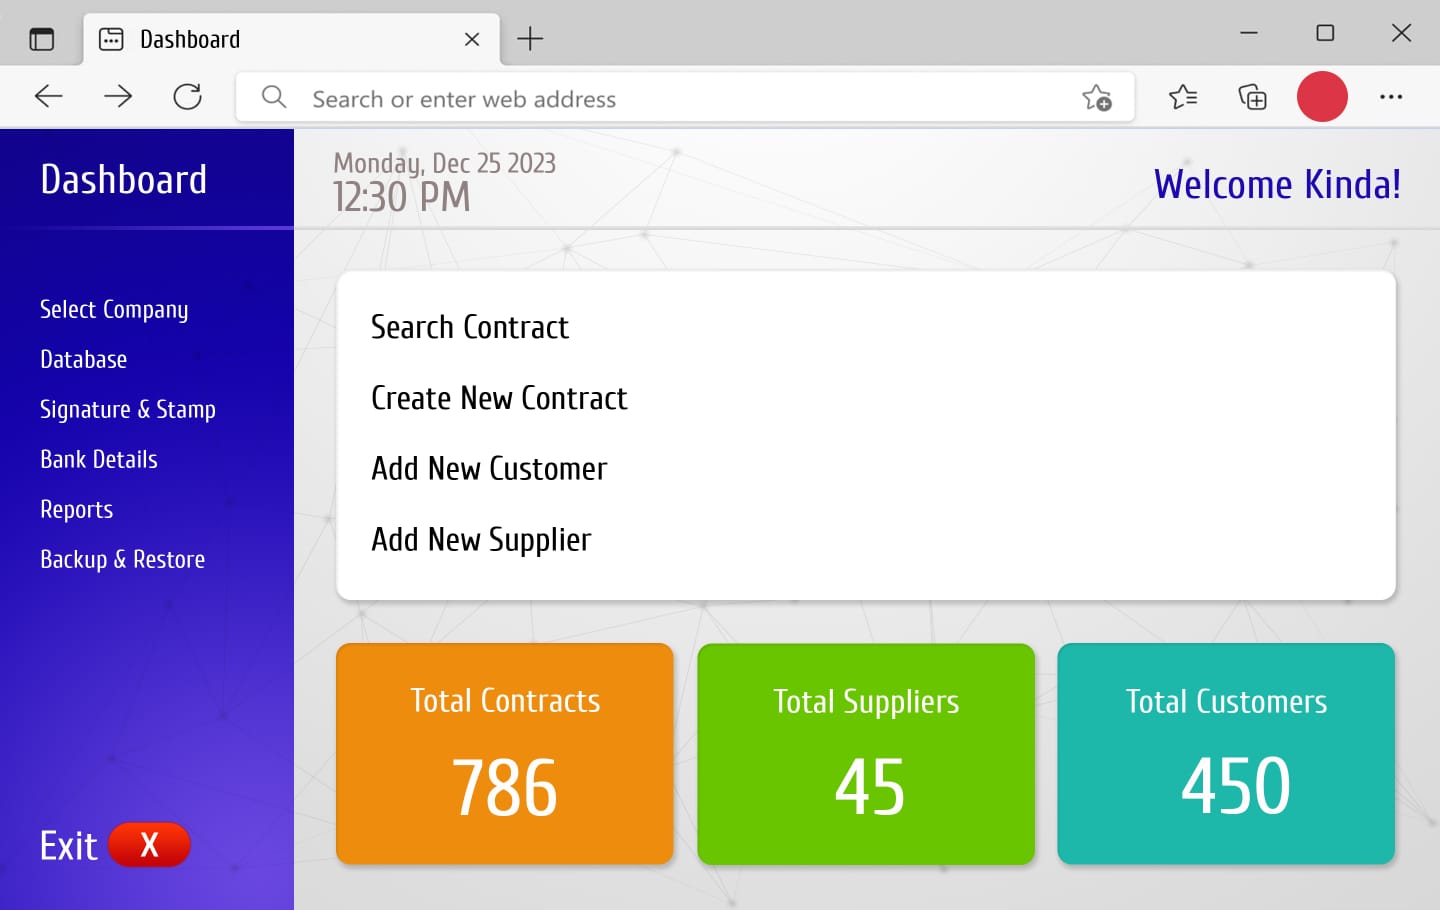 Dashboard
Search or enter web address
Dashboard
Monday, Dec 25 2023
12:30 PM
Welcome Kinda!
Select Company
Database
Signature & Stamp
Bank Details
Reports
Backup & Restore
Exit X
Search Contract
Create New Contract
Add New Customer
Add New Supplier
Total Contracts
786
Total Suppliers
45
Total Customers
450